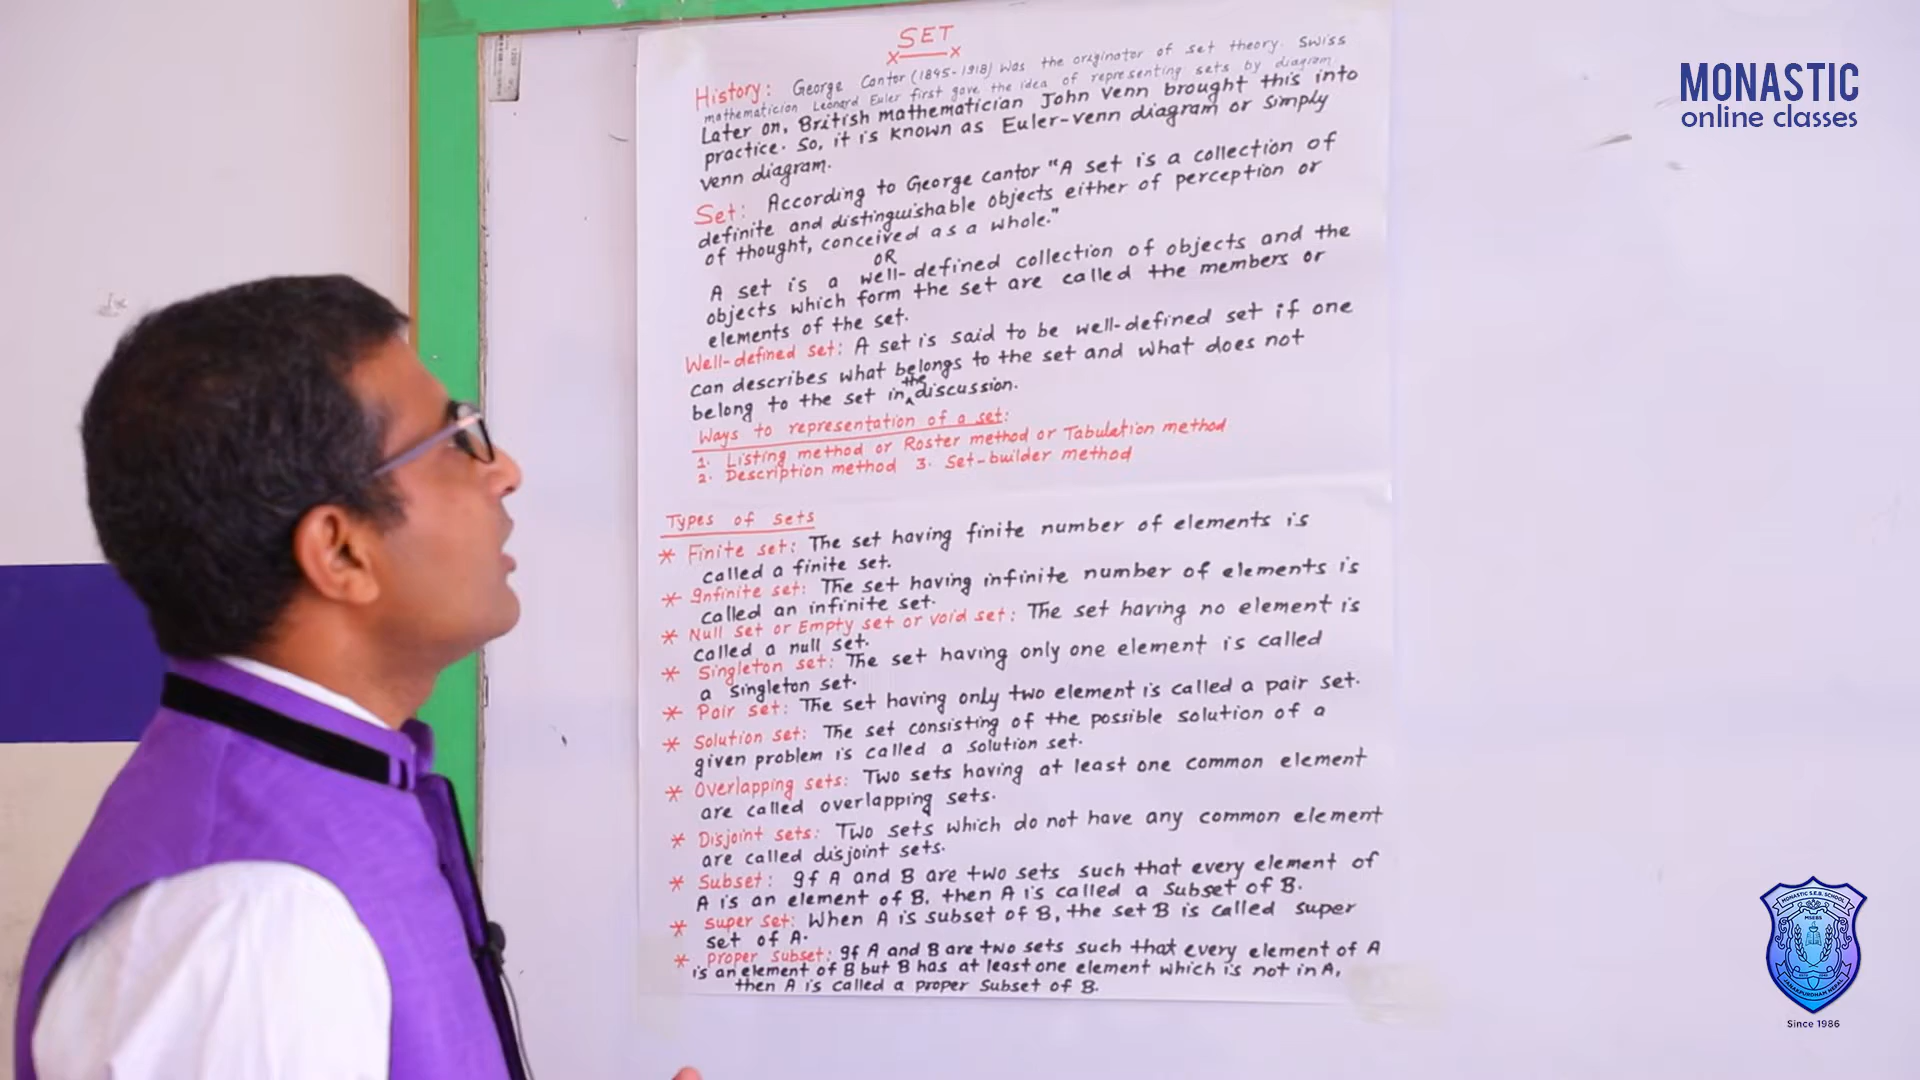 SET
History: George Cantor (1845-1918) was the originator of set theory. Swiss
mathematician Leonard Euler first gave the idea of representing sets by diagram.
Later on, British mathematician John Venn brought this into
practice. So, it is known as Euler-venn diagram or simply
venn diagram.
Set: According to George cantor "A set is a collection of
definite and distinguishable objects either of perception or
of thought, conceived as a whole."
OR
A set is a well-defined collection of objects and the
objects which form the set are called the members or
elements of the set.
Well-defined set: A set is said to be well-defined set if one
can describes what belongs to the set and what does not
belong to the set in the discussion.
Ways to representation of a set:
1. Listing method or Roster method or Tabulation method
2. Description method 3. Set-builder method
Types of sets
* Finite set: The set having finite number of elements is
called a finite set.
* Infinite set: The set having infinite number of elements is
called an infinite set.
* Null set or Empty set or void set: The set having no element is
called a null set.
* Singleton set: The set having only one element is called
a singleton set.
* Pair set: The set having only two element is called a pair set.
* Solution set: The set consisting of the possible solution of a
given problem is called a solution set.
* Overlapping sets: Two sets having at least one common element
are called overlapping sets.
* Disjoint sets: Two sets which do not have any common element
are called disjoint sets.
* Subset: If A and B are two sets such that every element of
A is an element of B. then A is called a subset of B.
* Super set: When A is subset of B, the set B is called super
set of A.
* Proper subset: If A and B are two sets such that every element of A
is an element of B but B has at least one element which is not in A,
then A is called a proper subset of B.
MONASTIC
online classes
MONASTIC S.E.B. SCHOOL
MSEBS
JANAKPURDHAM NEPAL
Since 1986